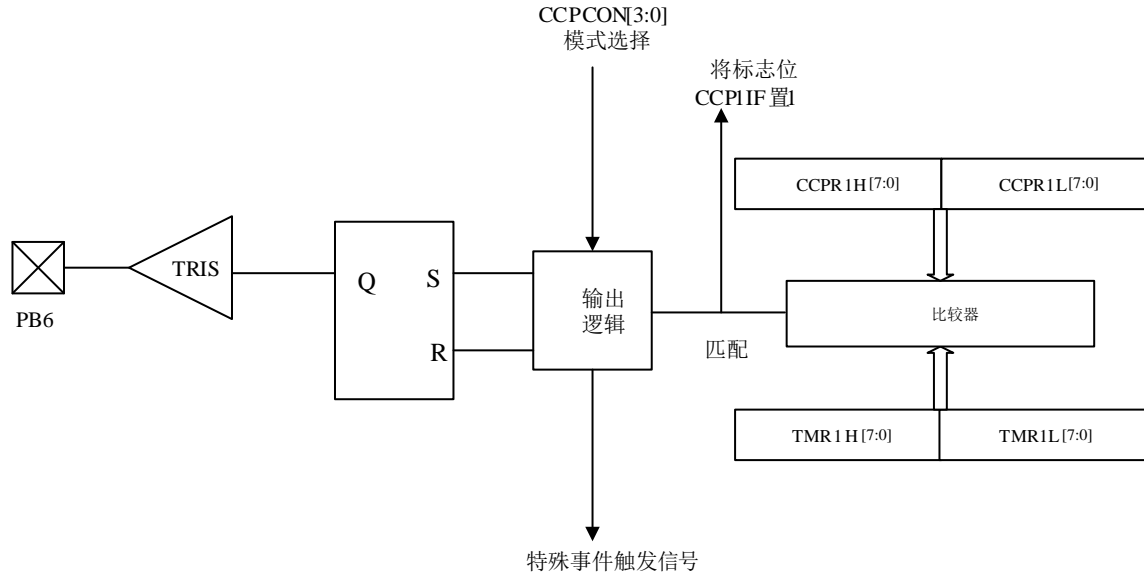 CCPCON[3:0]
模式选择
将标志位
CCP1IF置1
CCPR1H[7:0]
CCPR1L[7:0]
TRIS
Q
S
R
输出
逻辑
比较器
匹配
PB6
TMR1H[7:0]
TMR1L[7:0]
特殊事件触发信号